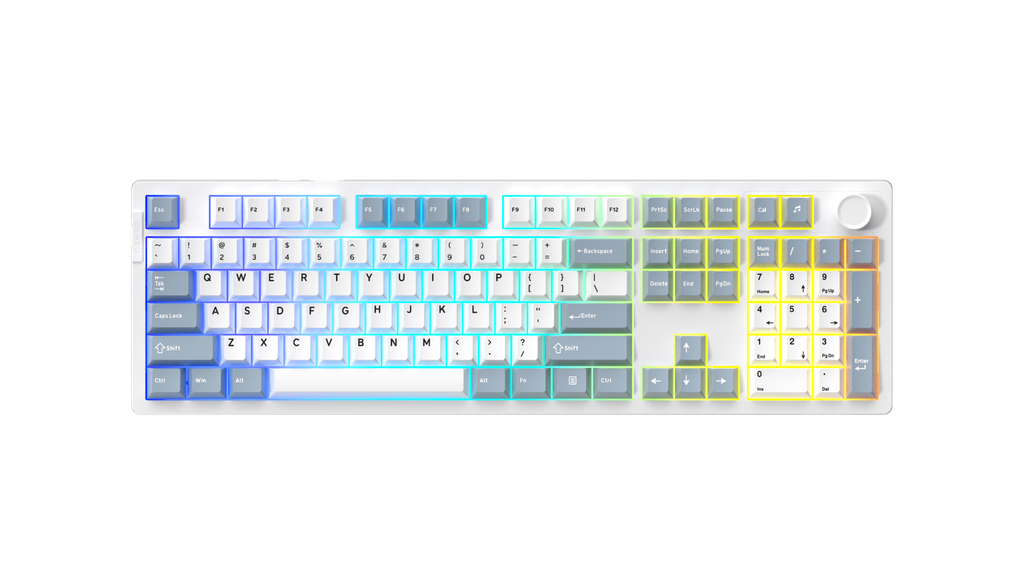 Esc F1 F2 F3 F4 F5 F6 F7 F8 F9 F10 F11 F12 PrtSc ScrLk Pause Cal
~ ! @ # $ % ^ & * ( ) — + ←Backspace Insert Home PgUp Num / * −
` 1 2 3 4 5 6 7 8 9 0 – = Lock
Tab Q W E R T Y U I O P { } | Delete End PgDn 7 8 9 +
[ ] \ Home ↑ PgUp
Caps Lock A S D F G H J K L : " Enter 4 5 6
; ' ← →
Shift Z X C V B N M < > ? Shift ↑ 1 2 3 Enter
, . / End ↓ PgDn
Ctrl Win Alt Alt Fn Ctrl ← ↓ → 0 .
Ins Del